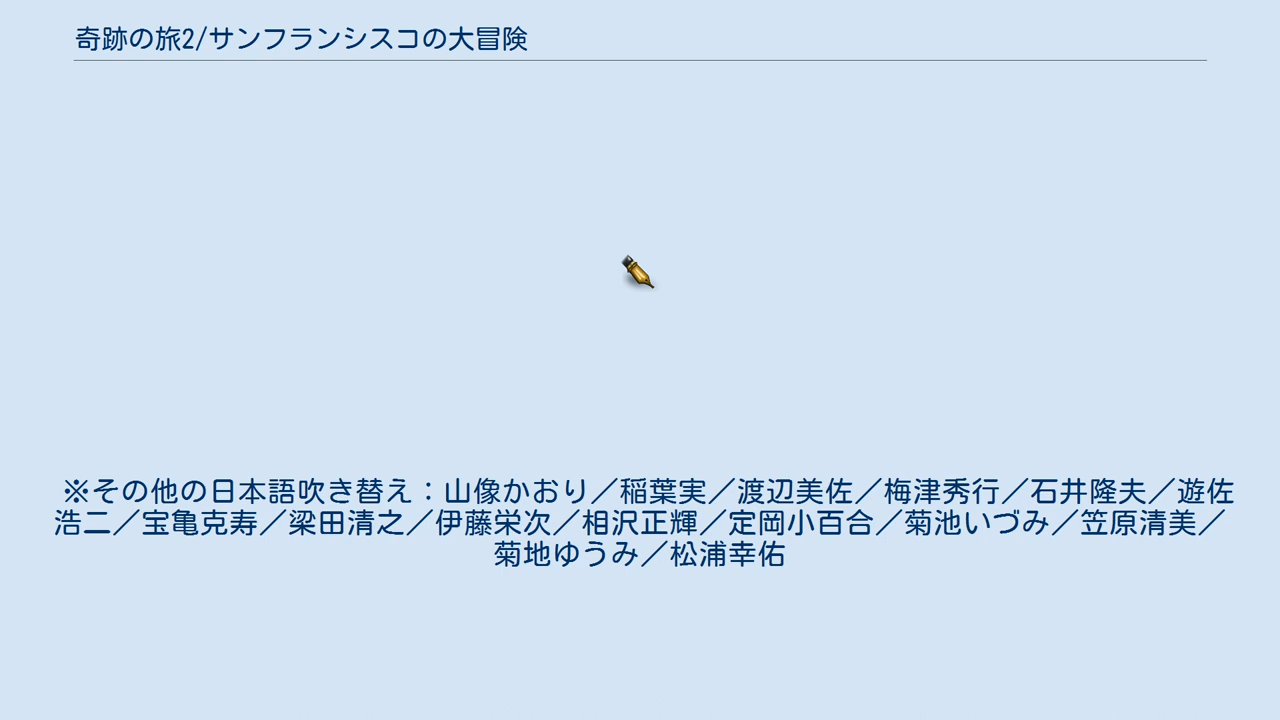 奇跡の旅2/サンフランシスコの大冒険
※その他の日本語吹き替え：山像かおり／稲葉実／渡辺美佐／梅津秀行／石井隆夫／遊佐
浩二／宝亀克寿／梁田清之／伊藤栄次／相沢正輝／定岡小百合／菊池いづみ／笠原清美／
菊地ゆうみ／松浦幸佑